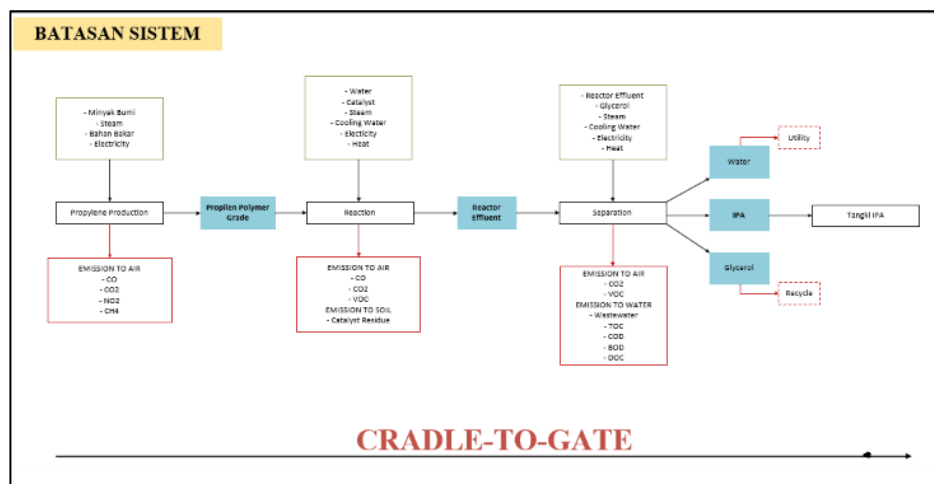 BATASAN SISTEM
- Minyak Bumi
- Steam
- Bahan Bakar
- Electricity
- Water
- Catalyst
- Steam
- Cooling Water
- Electicity
- Heat
- Reactor Effluent
- Glycerol
- Steam
- Cooling Water
- Electricity
- Heat
Propylene Production
Propilen Polymer
Grade
Reaction
Reactor
Effluent
Separation
Water
Utility
IPA
Tangki IPA
Glycerol
Recycle
EMISSION TO AIR
- CO
- CO2
- NO2
- CH4
EMISSION TO AIR
- CO
- CO2
- VOC
EMISSION TO SOIL
- Catalyst Residue
EMISSION TO AIR
- CO2
- VOC
EMISSION TO WATER
- Wastewater
- TOC
- COD
- BOD
- DOC
CRADLE-TO-GATE